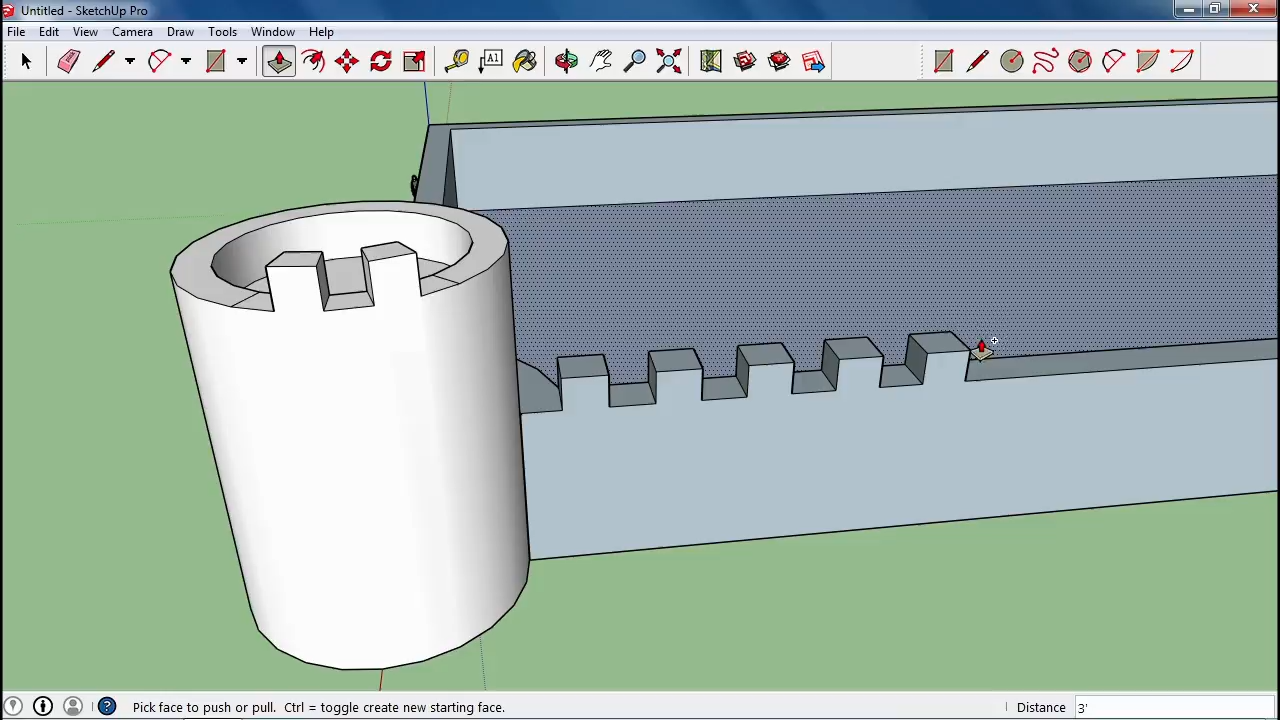 Untitled - SketchUp Pro
File Edit View Camera Draw Tools Window Help
A1
Pick face to push or pull. Ctrl = toggle create new starting face. Distance 3'